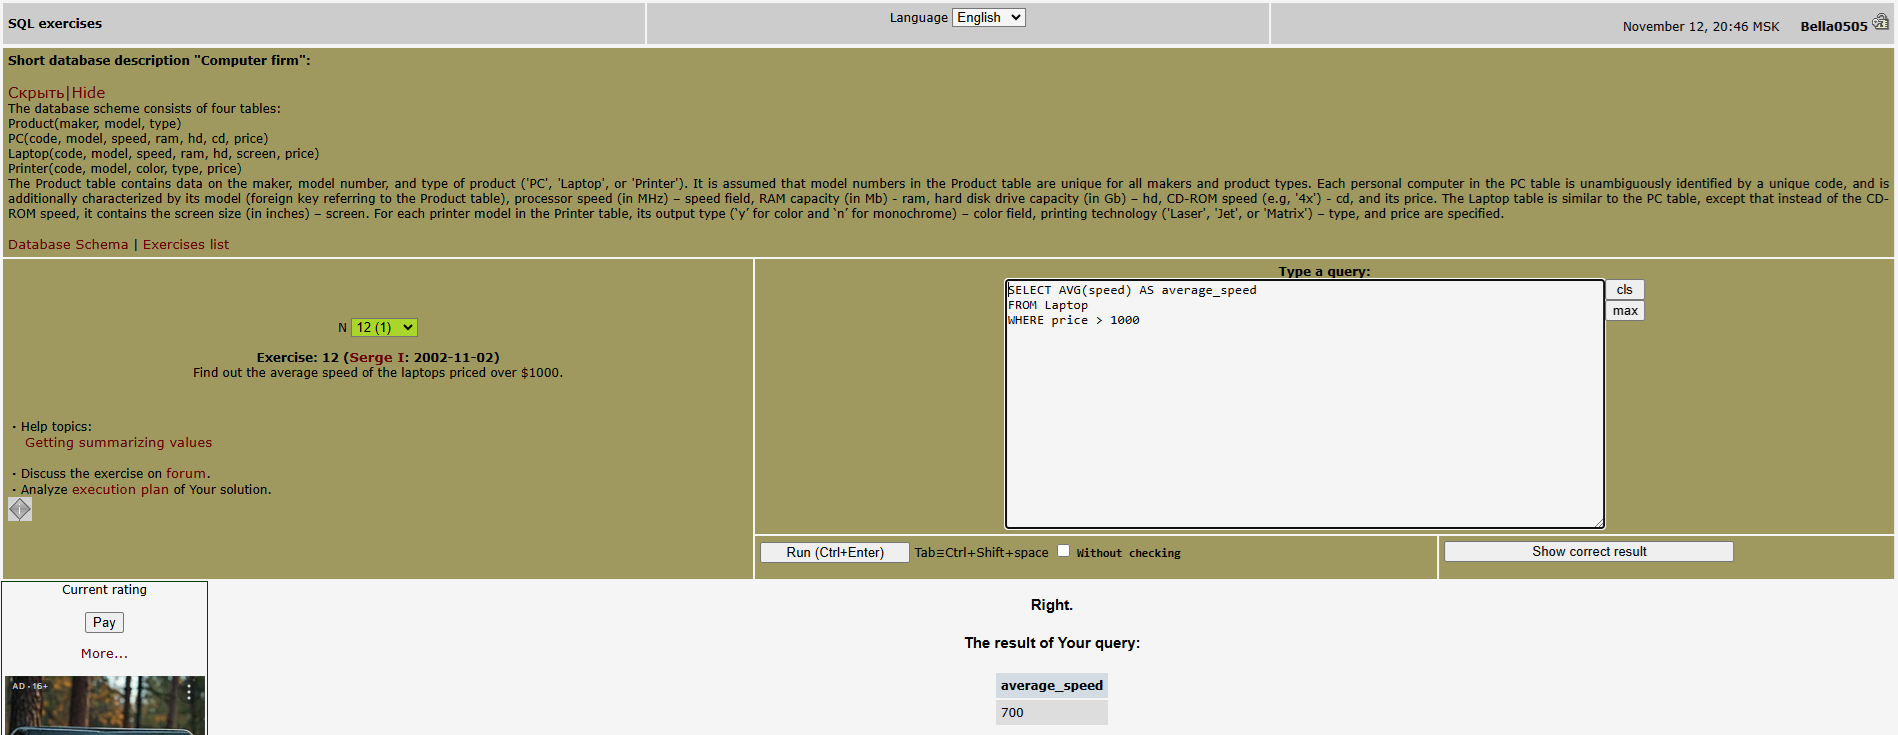 SQL exercises
Language English
November 12, 20:46 MSK Bella0505
Short database description "Computer firm":
Скрыть|Hide
The database scheme consists of four tables:
Product(maker, model, type)
PC(code, model, speed, ram, hd, cd, price)
Laptop(code, model, speed, ram, hd, screen, price)
Printer(code, model, color, type, price)
The Product table contains data on the maker, model number, and type of product ('PC', 'Laptop', or 'Printer'). It is assumed that model numbers in the Product table are unique for all makers and product types. Each personal computer in the PC table is unambiguously identified by a unique code, and is
additionally characterized by its model (foreign key referring to the Product table), processor speed (in MHz) – speed field, RAM capacity (in Mb) - ram, hard disk drive capacity (in Gb) – hd, CD-ROM speed (e.g, '4x') - cd, and its price. The Laptop table is similar to the PC table, except that instead of the CD-
ROM speed, it contains the screen size (in inches) – screen. For each printer model in the Printer table, its output type (‘y’ for color and ‘n’ for monochrome) – color field, printing technology ('Laser', 'Jet', or 'Matrix') – type, and price are specified.
Database Schema | Exercises list
N 12 (1)
Exercise: 12 (Serge I: 2002-11-02)
Find out the average speed of the laptops priced over $1000.
· Help topics:
Getting summarizing values
· Discuss the exercise on forum.
· Analyze execution plan of Your solution.
Type a query:
SELECT AVG(speed) AS average_speed
FROM Laptop
WHERE price > 1000
cls
max
Run (Ctrl+Enter) Tab≡Ctrl+Shift+space Without checking
Show correct result
Current rating
Pay
More...
AD · 16+
Right.
The result of Your query:
average_speed
700